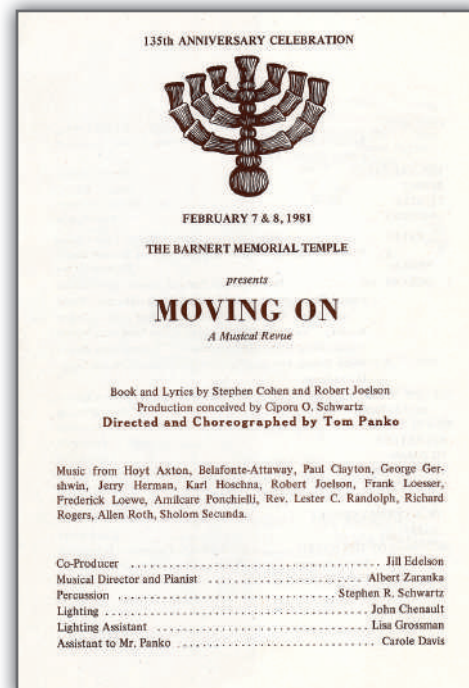 135th ANNIVERSARY CELEBRATION
FEBRUARY 7 & 8, 1981
THE BARNERT MEMORIAL TEMPLE
presents
MOVING ON
A Musical Revue
Book and Lyrics by Stephen Cohen and Robert Joelson
Production conceived by Cipora O. Schwartz
Directed and Choreographed by Tom Panko
Music from Hoyt Axton, Belafonte-Attaway, Paul Clayton, George Ger-
shwin, Jerry Herman, Karl Hoschna, Robert Joelson, Frank Loesser,
Frederick Loewe, Amilcare Ponchielli, Rev. Lester C. Randolph, Richard
Rogers, Allen Roth, Sholom Secunda.
Co-Producer ........................................ Jill Edelson
Musical Director and Pianist ........................ Albert Zaranka
Percussion .................................... Stephen R. Schwartz
Lighting ........................................ John Chenault
Lighting Assistant ................................ Lisa Grossman
Assistant to Mr. Panko ............................ Carole Davis